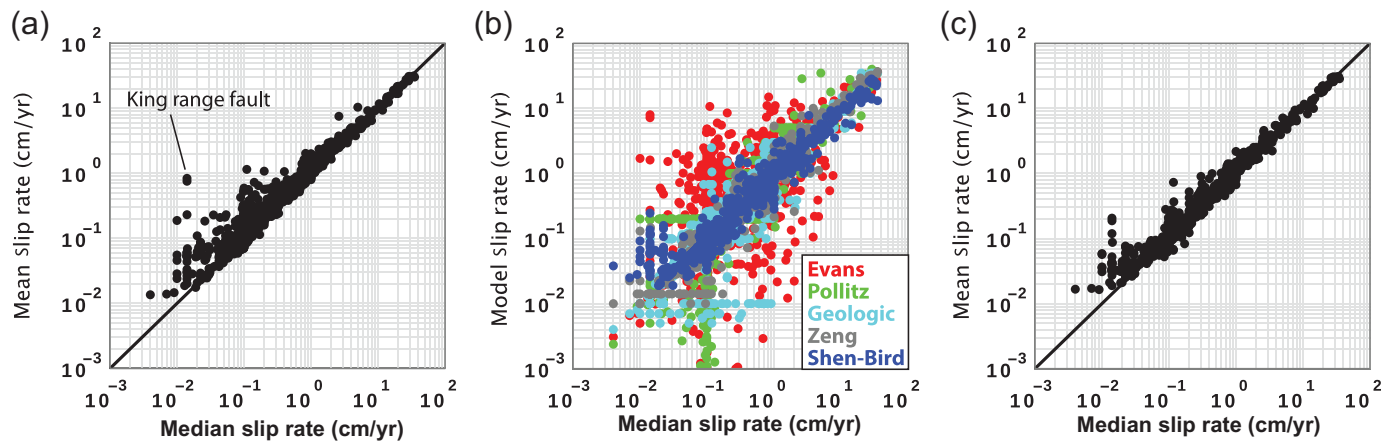 (a)
Mean Slip rate (cm/yr)
10 2
10 1
10 0
10 −1
10 −2
10 −3
King range fault
10 −3 10 −2 10 −1 10 0 10 1 10 2
Median slip rate (cm/yr)
(b)
Model Slip rate (cm/yr)
10 2
10 1
10 0
10 −1
10 −2
10 −3
Evans
Pollitz
Geologic
Zeng
Shen-Bird
10 −3 10 −2 10 −1 10 0 10 1 10 2
Median slip rate (cm/yr)
(c)
Mean Slip rate (cm/yr)
10 2
10 1
10 0
10 −1
10 −2
10 −3
10 −3 10 −2 10 −1 10 0 10 1 10 2
Median slip rate (cm/yr)